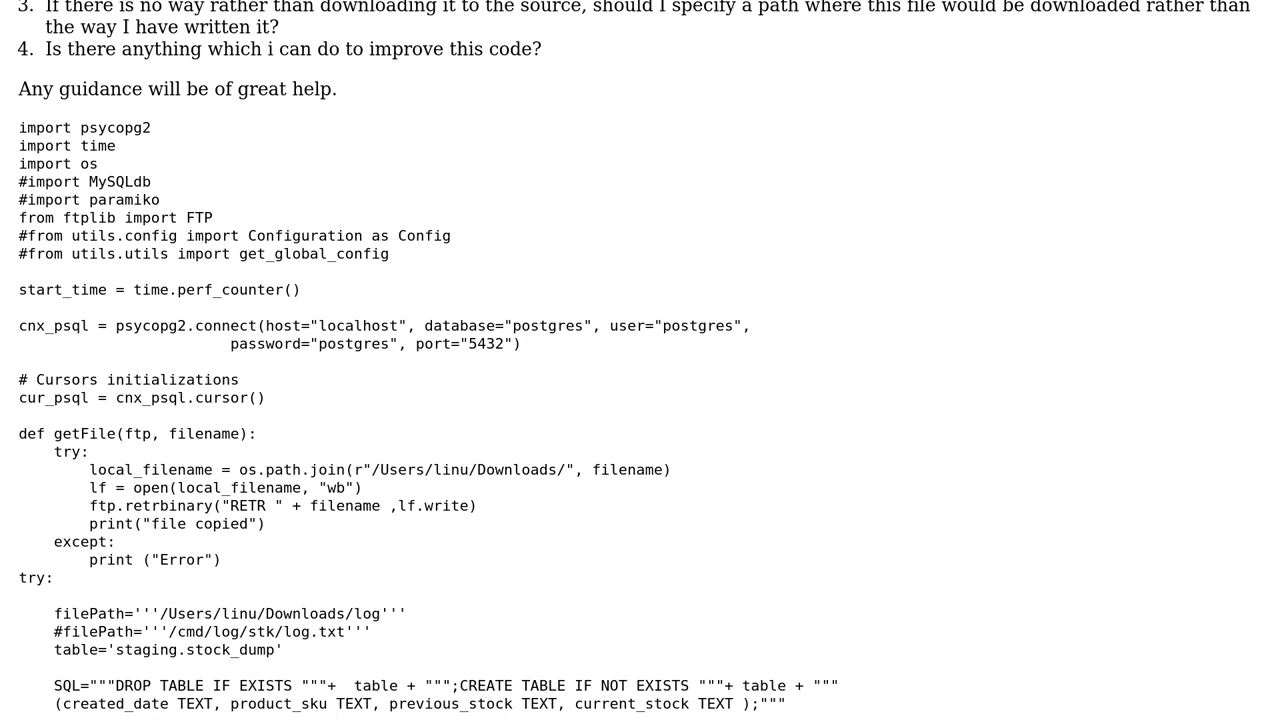 3. If there is no way rather than downloading it to the source, should I specify a path where this file would be downloaded rather than
the way I have written it?
4. Is there anything which i can do to improve this code?
Any guidance will be of great help.
import psycopg2
import time
import os
#import MySQLdb
#import paramiko
from ftplib import FTP
#from utils.config import Configuration as Config
#from utils.utils import get_global_config
start_time = time.perf_counter()
cnx_psql = psycopg2.connect(host="localhost", database="postgres", user="postgres",
                        password="postgres", port="5432")
# Cursors initializations
cur_psql = cnx_psql.cursor()
def getFile(ftp, filename):
    try:
        local_filename = os.path.join(r"/Users/linu/Downloads/", filename)
        lf = open(local_filename, "wb")
        ftp.retrbinary("RETR " + filename ,lf.write)
        print("file copied")
    except:
        print ("Error")
try:
    filePath='''/Users/linu/Downloads/log'''
    #filePath='''/cmd/log/stk/log.txt'''
    table='staging.stock_dump'
    SQL="""DROP TABLE IF EXISTS """+  table + """;CREATE TABLE IF NOT EXISTS """+ table + """
    (created_date TEXT, product_sku TEXT, previous_stock TEXT, current_stock TEXT );"""